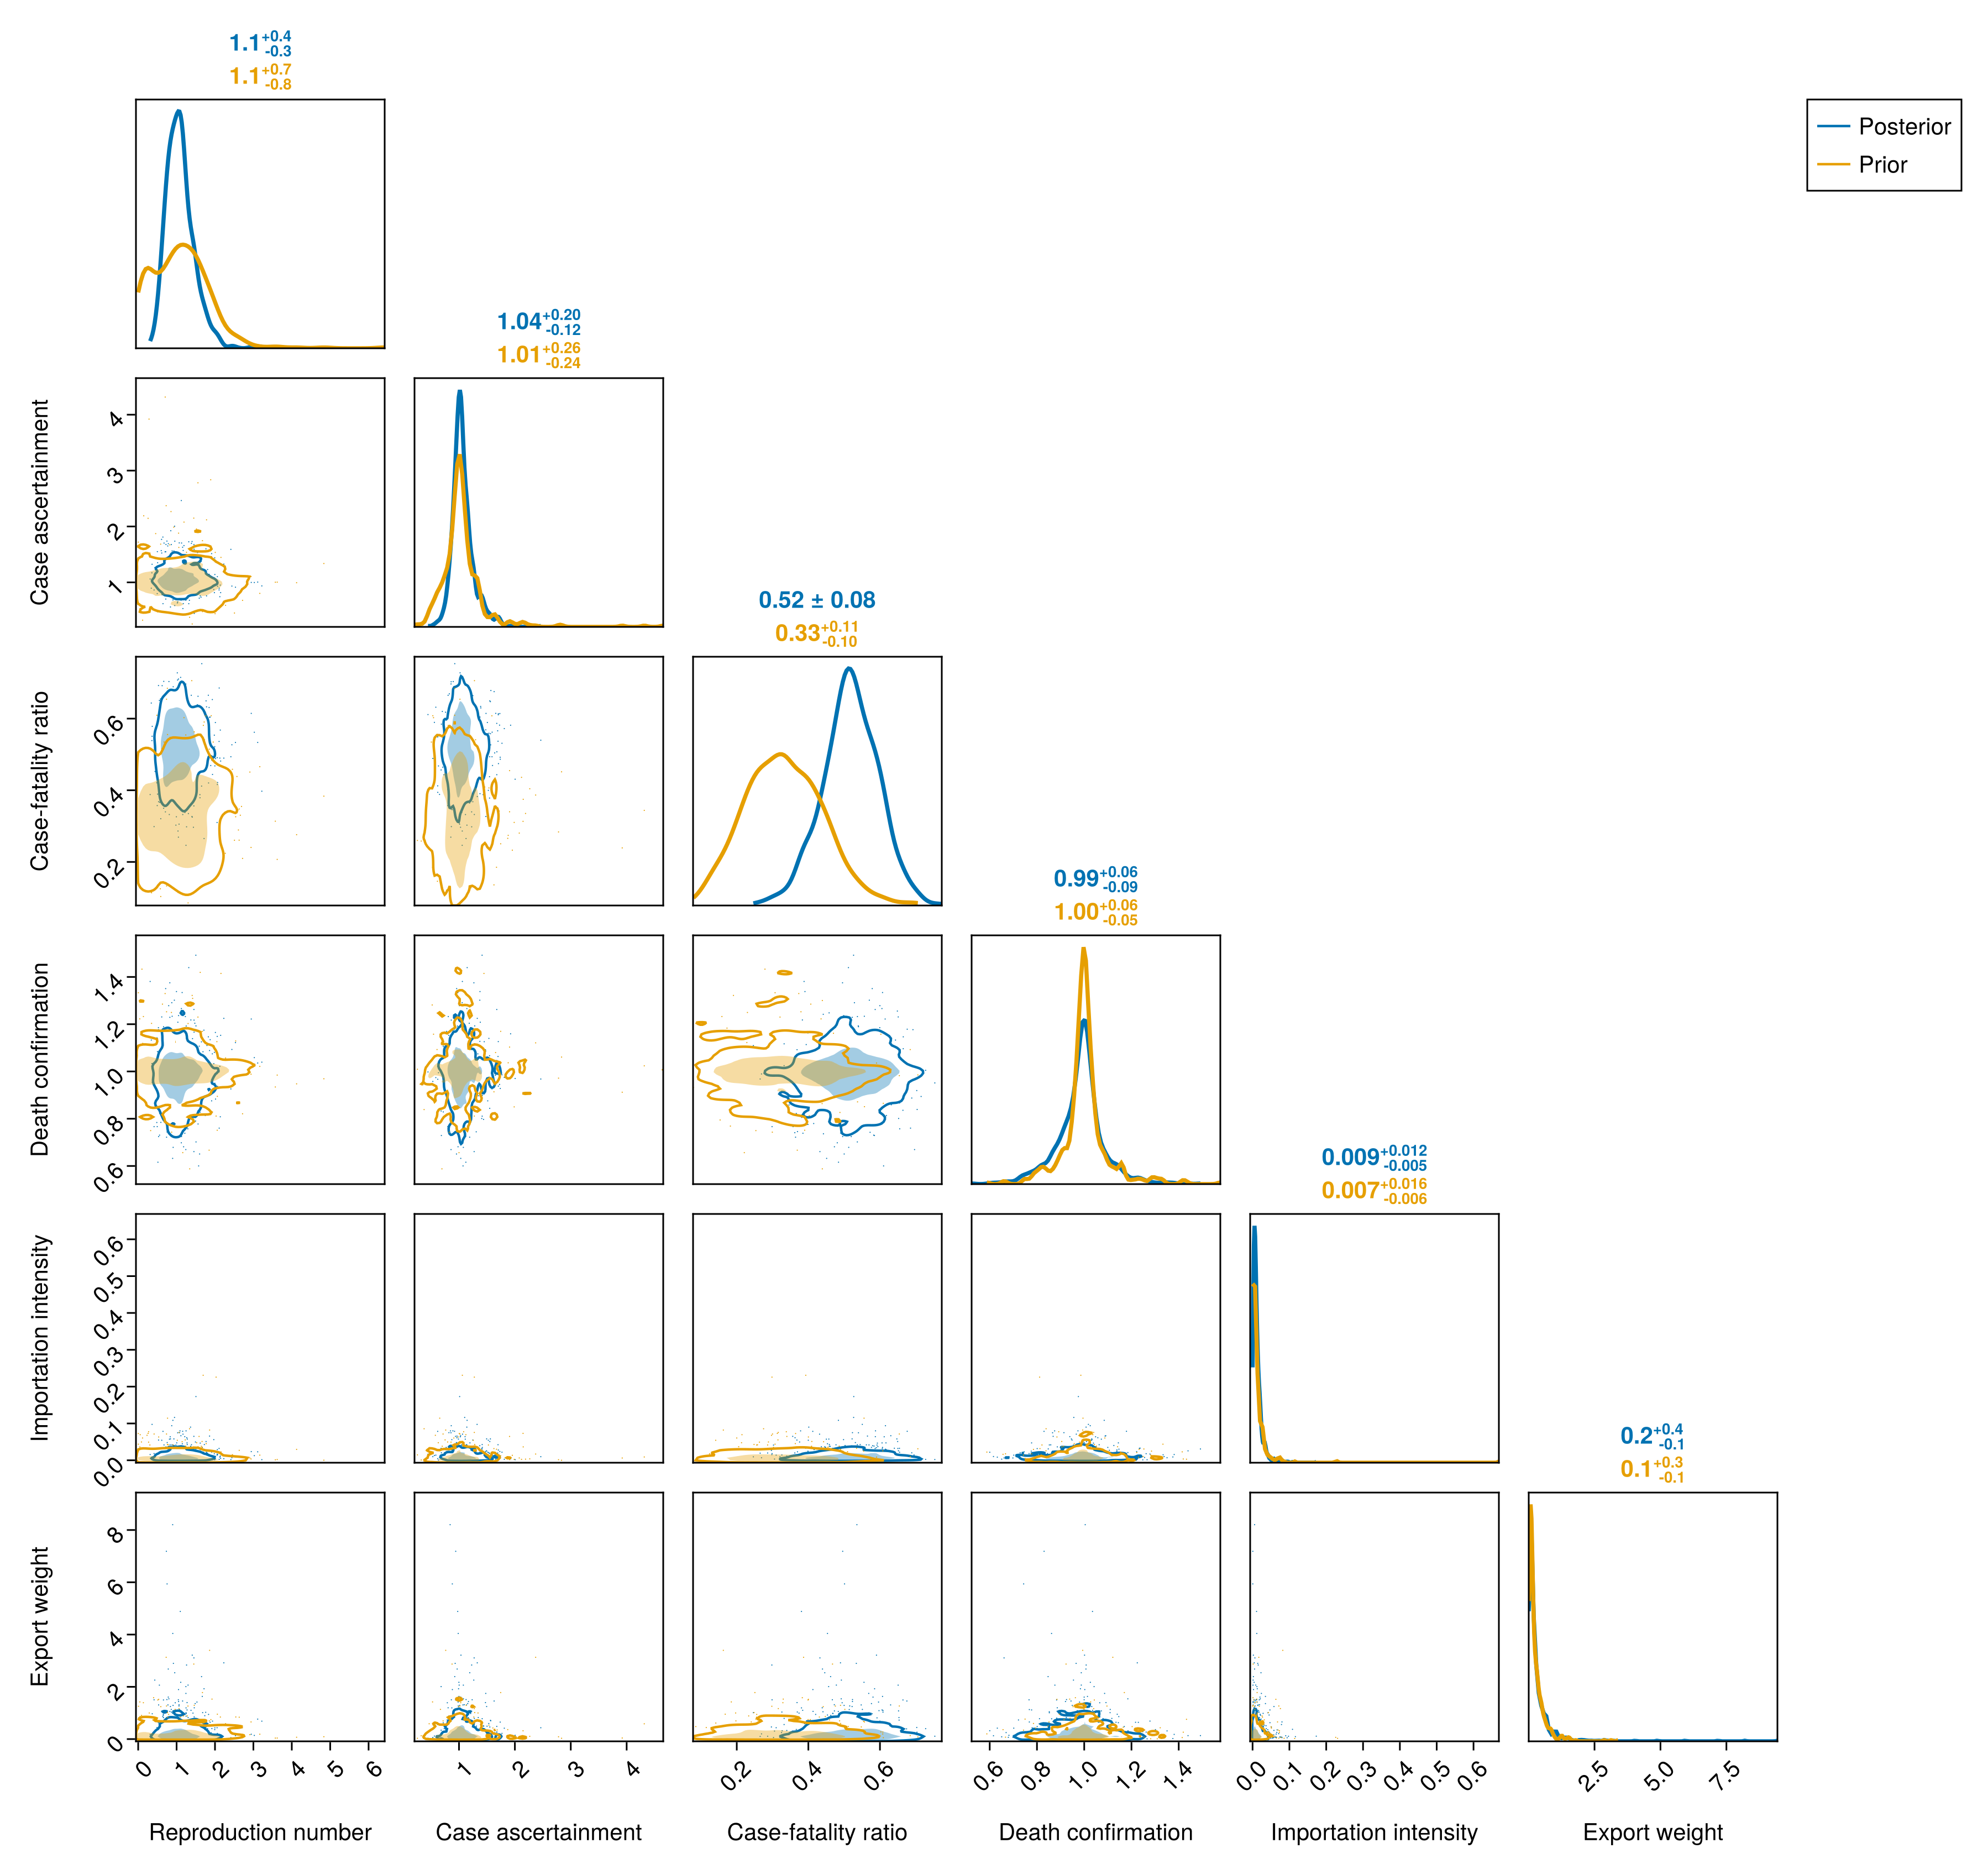 1.1+0.4-0.3
1.1+0.7-0.8
Posterior
Prior
1.04+0.20-0.12
1.01+0.26-0.24
Case ascertainment
4
3
2
1
0.52 ± 0.08
0.33+0.11-0.10
Case-fatality ratio
0.6
0.4
0.2
0.99+0.06-0.09
1.00+0.06-0.05
Death confirmation
1.4
1.2
1.0
0.8
0.6
0.009+0.012-0.005
0.007+0.016-0.006
Importation intensity
0.6
0.5
0.4
0.3
0.2
0.1
0.0
0.2+0.4-0.1
0.1+0.3-0.1
Export weight
8
6
4
2
0
0 1 2 3 4 5 6
1 2 3 4
0.2 0.4 0.6
0.6 0.8 1.0 1.2 1.4
0.0 0.1 0.2 0.3 0.4 0.5 0.6
2.5 5.0 7.5
Reproduction number
Case ascertainment
Case-fatality ratio
Death confirmation
Importation intensity
Export weight